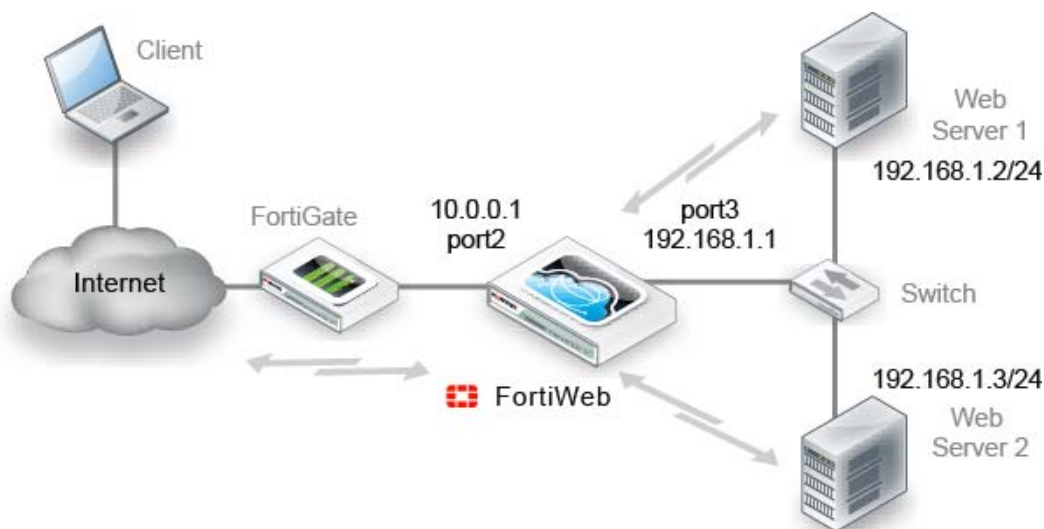 Client
Web
Server 1
192.168.1.2/24
FortiGate
10.0.0.1
port2
port3
192.168.1.1
Internet
Switch
FortiWeb
192.168.1.3/24
Web
Server 2